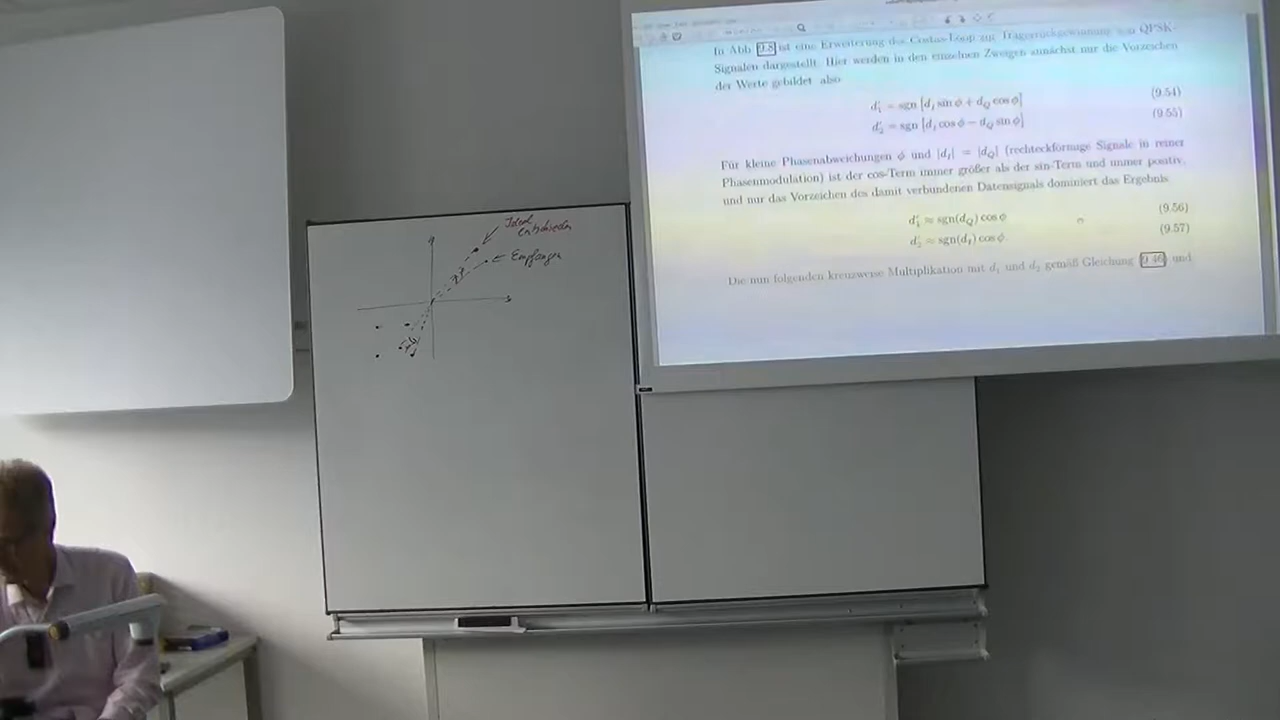 In Abb 9.8 ist eine Erweiterung des Costas-Loop zur Trägerrückgewinnung von QPSK-
Signalen dargestellt. Hier werden in den einzelnen Zweigen zunächst nur die Vorzeichen
der Werte gebildet also
d'₁ = sgn [d_I sin ϕ + d_Q cos ϕ] (9.54)
d'₂ = sgn [d_I cos ϕ − d_Q sin ϕ] (9.55)
Für kleine Phasenabweichungen ϕ und |d_I| = |d_Q| (rechteckförmige Signale in reiner
Phasenmodulation) ist der cos-Term immer größer als der sin-Term und immer positiv,
und nur das Vorzeichen des damit verbundenen Datensignals dominiert das Ergebnis
d'₁ ≈ sgn(d_Q) cos ϕ (9.56)
d'₂ ≈ sgn(d_I) cos ϕ (9.57)
Die nun folgenden kreuzweise Multiplikation mit d₁ und d₂ gemäß Gleichung 9.46 und
Ideal
entschieden
Empfangen